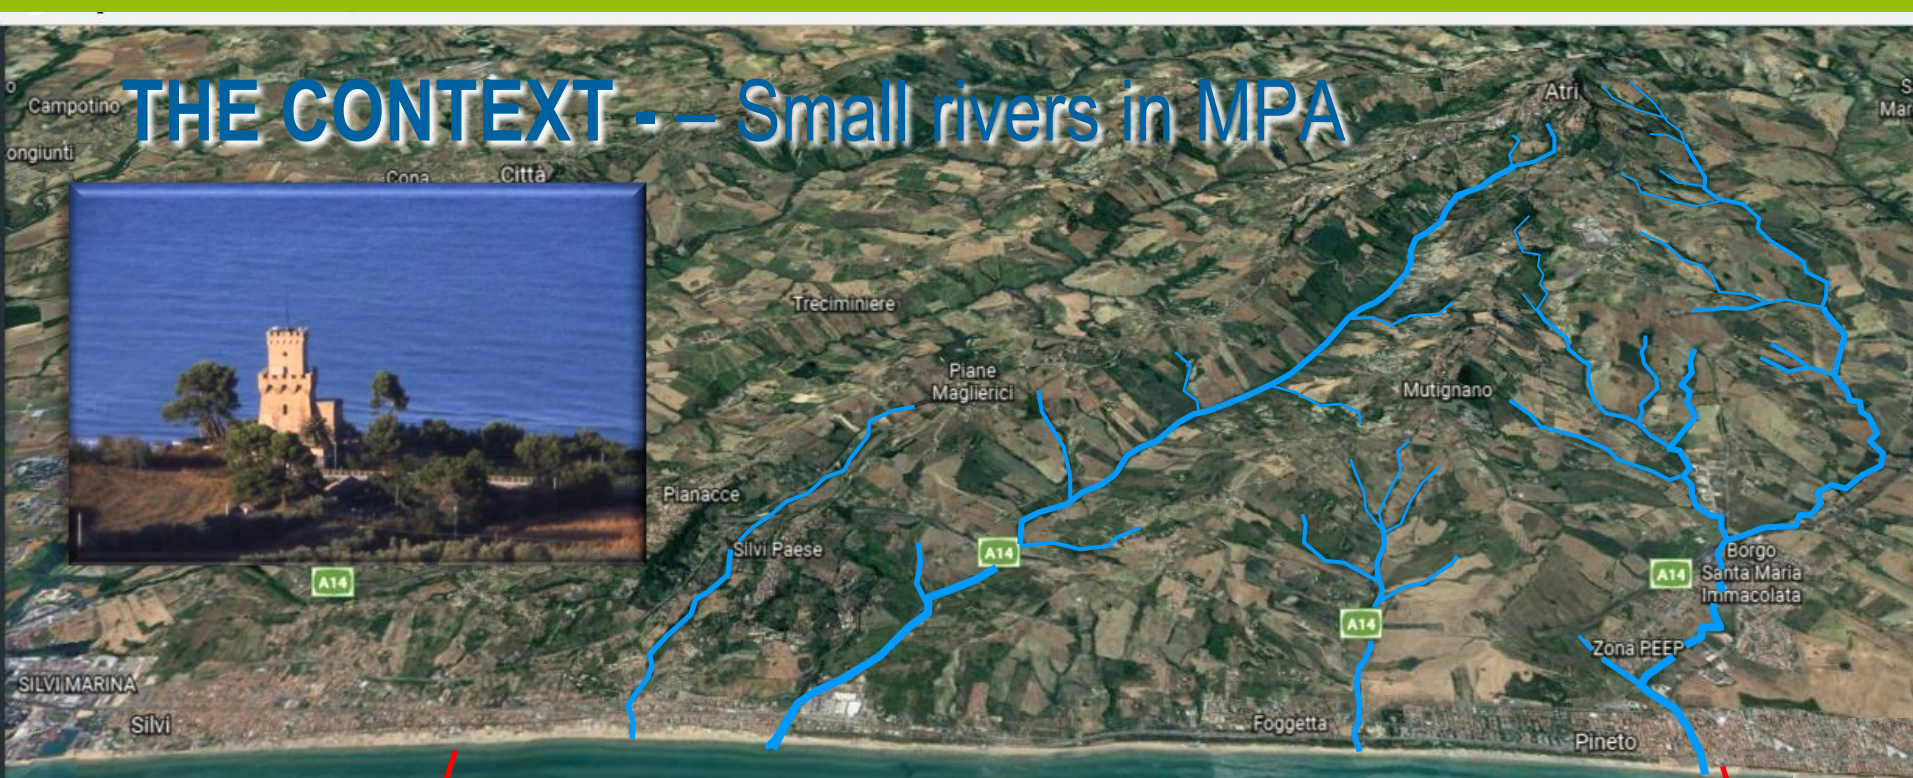 THE CONTEXT - – Small rivers in MPA
Atri
Campotino
ongiunti
Cona
Città
Treciminiere
Piane
Maglierici
Mutignano
Pianacce
Silvi Paese
A14
A14
A14
A14
Borgo
Santa Maria
Immacolata
Zona PEEP
SILVI MARINA
Silvi
Foggetta
Pineto